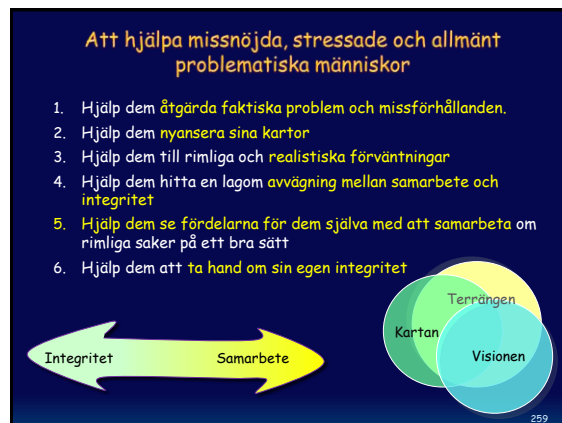 Att hjälpa missnöjda, stressade och allmänt
problematiska människor
1. Hjälp dem åtgärda faktiska problem och missförhållanden.
2. Hjälp dem nyansera sina kartor
3. Hjälp dem till rimliga och realistiska förväntningar
4. Hjälp dem hitta en lagom avvägning mellan samarbete och
integritet
5. Hjälp dem se fördelarna för dem själva med att samarbeta om
rimliga saker på ett bra sätt
6. Hjälp dem att ta hand om sin egen integritet
Terrängen
Kartan
Visionen
Integritet
Samarbete
259